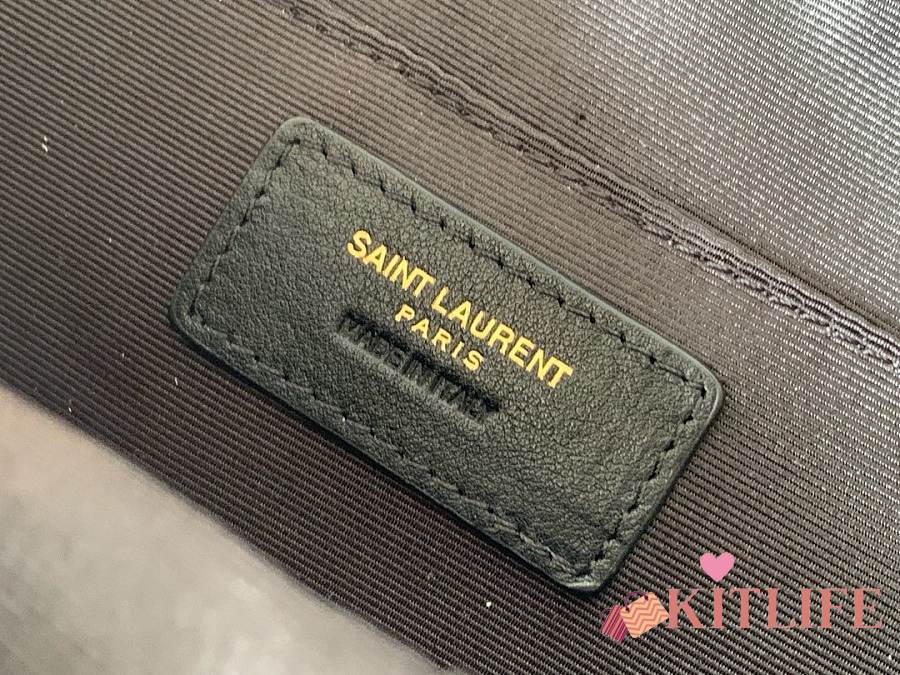 SAINT LAURENT
PARIS
MADE IN ITALY
KITLIFE